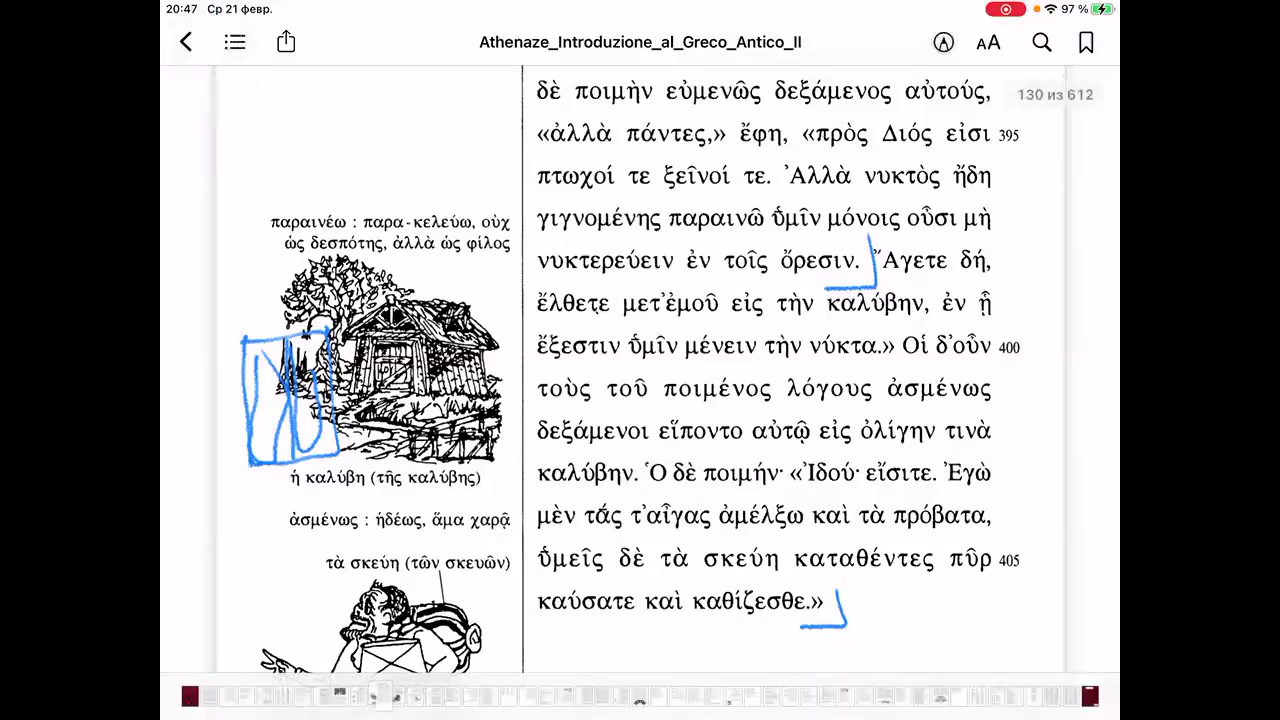 20:47 Ср 21 февр.
97 %
Athenaze_Introduzione_al_Greco_Antico_II
AA
130 из 612
δὲ ποιμὴν εὐμενῶς δεξάμενος αὐτούς,
«ἀλλὰ πάντες,» ἔφη, «πρὸς Διός εἰσι 395
πτωχοί τε ξεῖνοί τε. Ἀλλὰ νυκτὸς ἤδη
γιγνομένης παραινῶ ὑ̄μῖν μόνοις οὖσι μὴ
νυκτερεύειν ἐν τοῖς ὄρεσιν. Ἄγετε δή,
ἔλθετε μετ’ἐμοῦ εἰς τὴν καλύβην, ἐν ᾗ
ἔξεστιν ὑ̄μῖν μένειν τὴν νύκτα.» Οἱ δ’οὖν 400
τοὺς τοῦ ποιμένος λόγους ἀσμένως
δεξάμενοι εἵποντο αὐτῷ εἰς ὀλίγην τινὰ
καλύβην. Ὁ δὲ ποιμήν· «Ἰδού· εἴσιτε. Ἐγὼ
μὲν τᾱ́ς τ’αἶγας ἀμέλξω καὶ τὰ πρόβατα,
ὑ̄μεῖς δὲ τὰ σκεύη καταθέντες πῦρ 405
καύσατε καὶ καθίζεσθε.»
παραινέω : παρα-κελεύω, οὐχ
ὡς δεσπότης, ἀλλὰ ὡς φίλος
ἡ καλύβη (τῆς καλύβης)
ἀσμένως : ἡδέως, ἅμα χαρᾷ
τὰ σκεύη (τῶν σκευῶν)